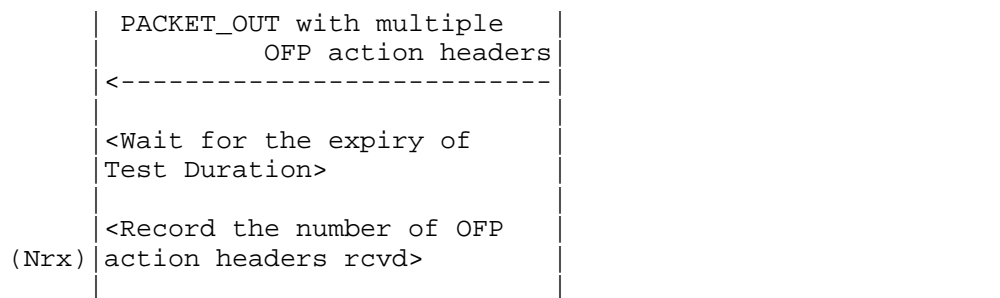 | PACKET_OUT with multiple |
| OFP action headers|
|<---------------------------|
| |
|<Wait for the expiry of |
|Test Duration> |
| |
|<Record the number of OFP |
(Nrx)|action headers rcvd> |
| |